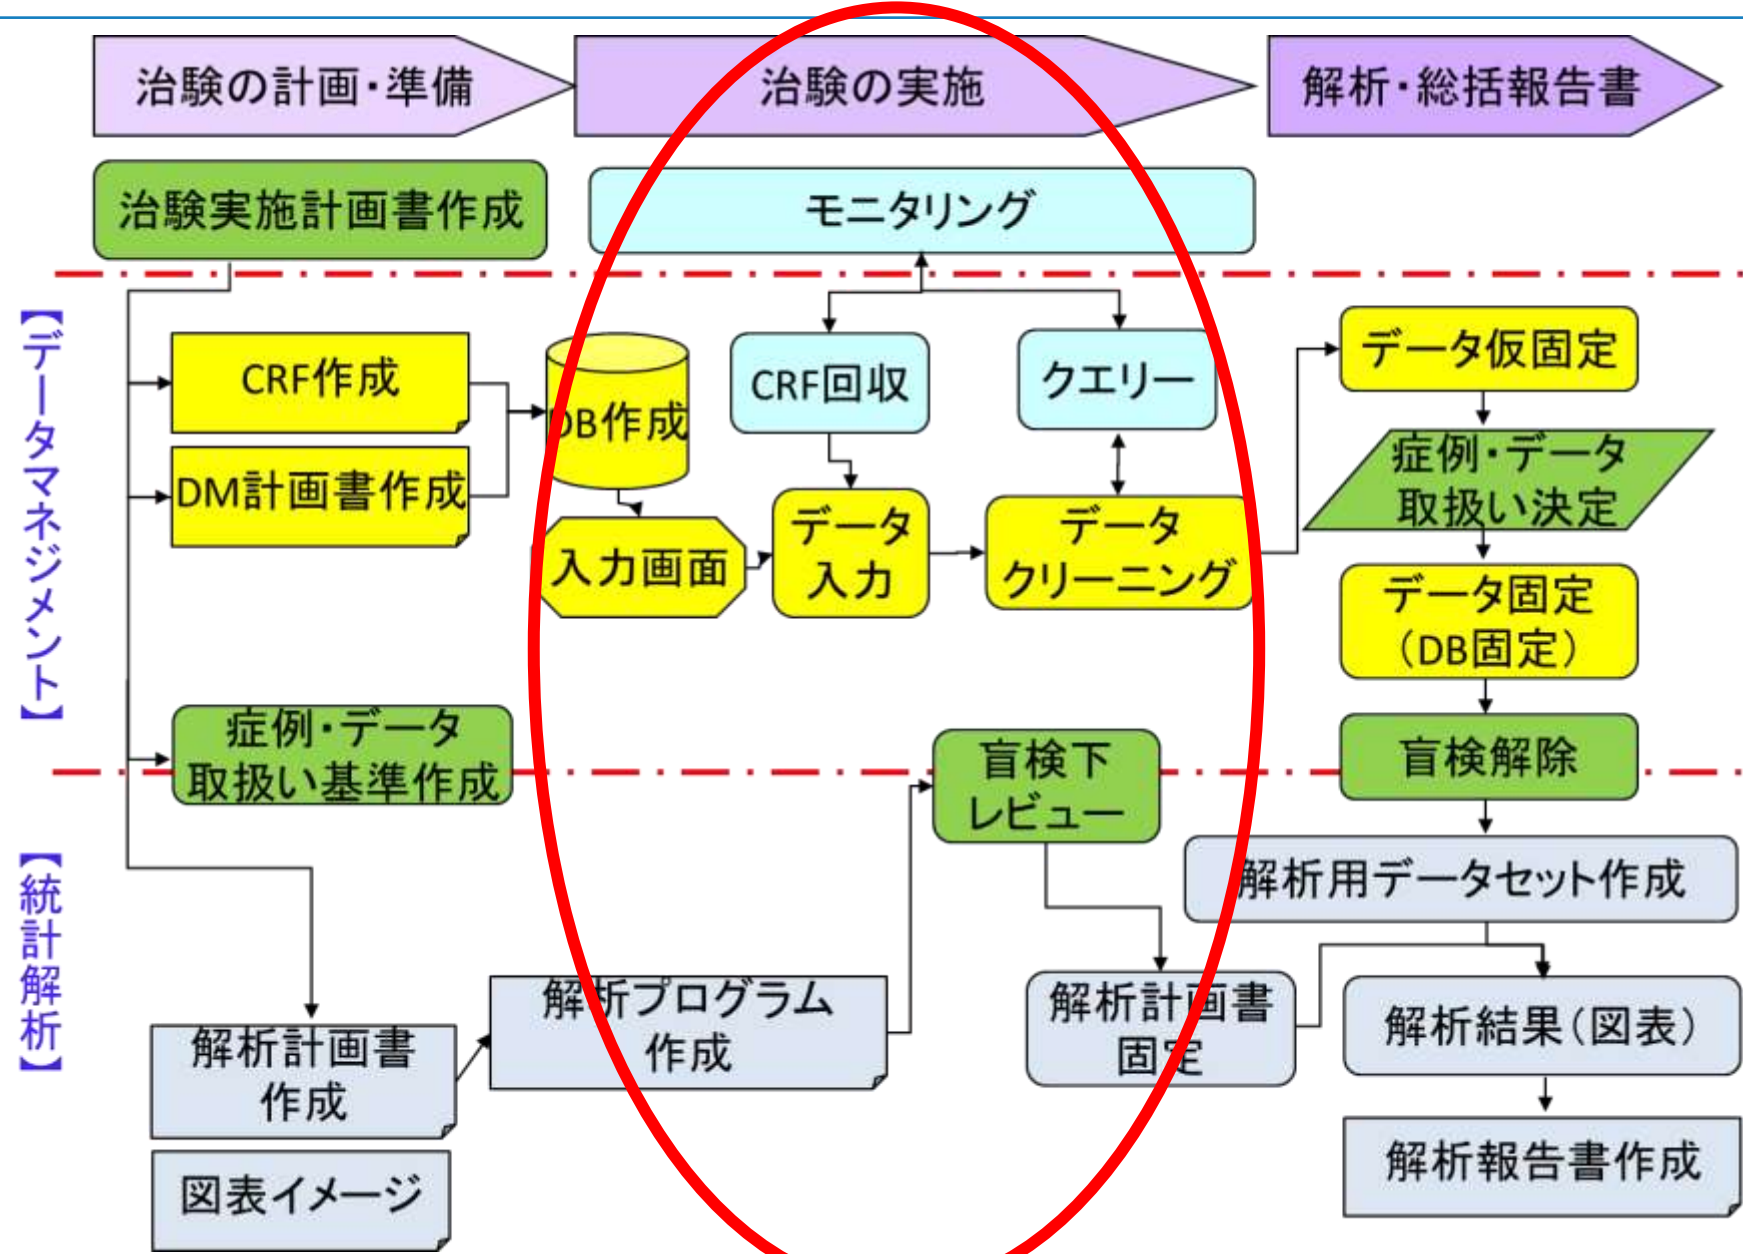 治験の計画・準備
治験の実施
解析・総括報告書
治験実施計画書作成
モニタリング
【データマネジメント】
CRF作成
DM計画書作成
DB作成
入力画面
CRF回収
クエリー
データ
入力
データ
クリーニング
データ仮固定
症例・データ
取扱い決定
データ固定
(DB固定)
症例・データ
取扱い基準作成
盲検下
レビュー
盲検解除
【統計解析】
解析用データセット作成
解析計画書
作成
図表イメージ
解析プログラム
作成
解析計画書
固定
解析結果(図表)
解析報告書作成